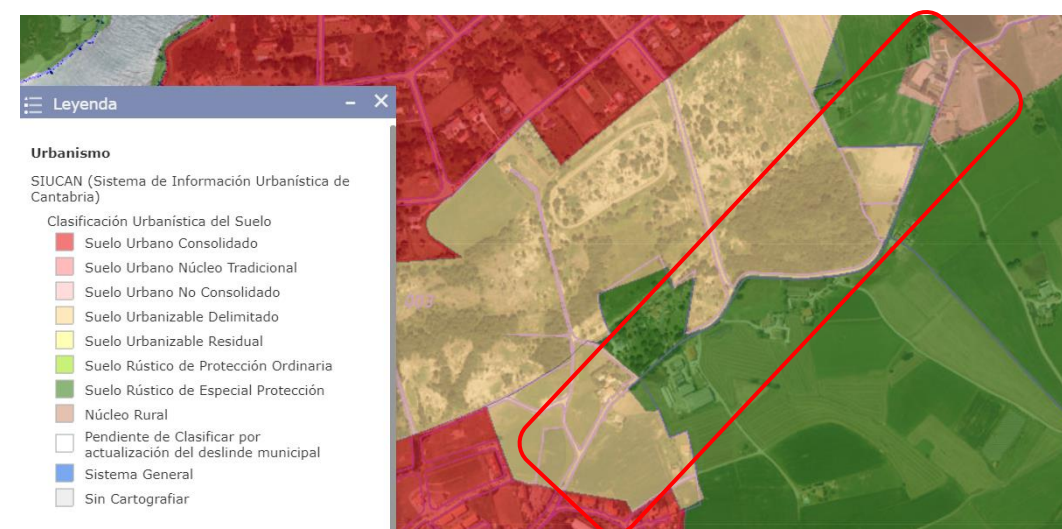 Leyenda
Urbanismo
SIUCAN (Sistema de Información Urbanística de
Cantabria)
Clasificación Urbanística del Suelo
Suelo Urbano Consolidado
Suelo Urbano Núcleo Tradicional
Suelo Urbano No Consolidado
Suelo Urbanizable Delimitado
Suelo Urbanizable Residual
Suelo Rústico de Protección Ordinaria
Suelo Rústico de Especial Protección
Núcleo Rural
Pendiente de Clasificar por
actualización del deslinde municipal
Sistema General
Sin Cartografiar